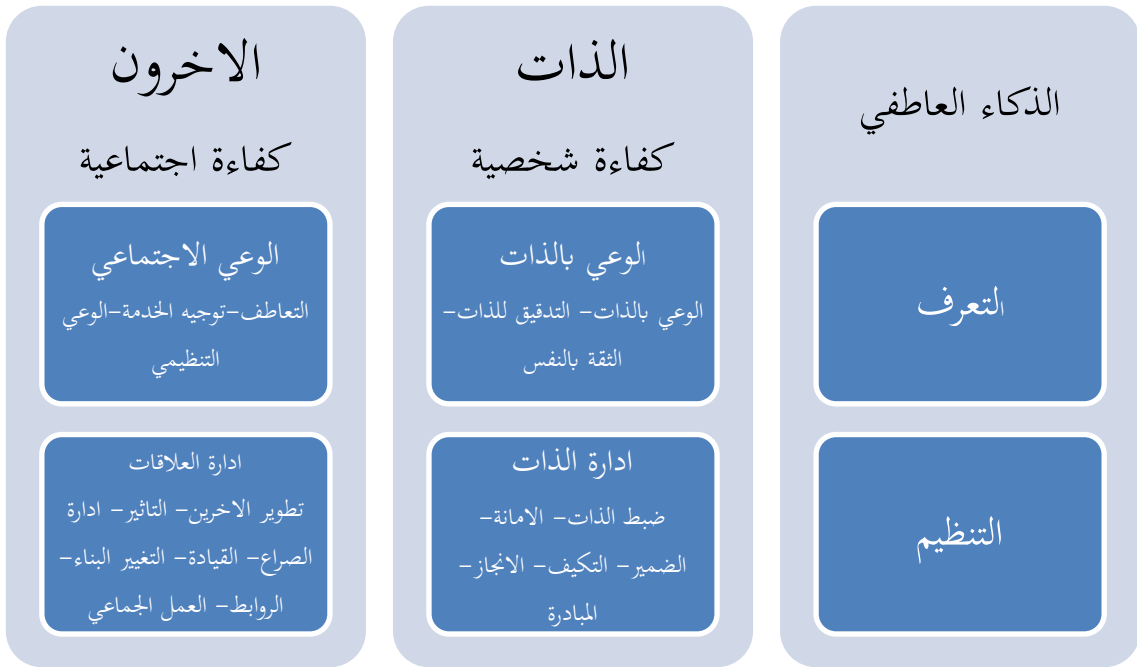 الذكاء العاطفي
التعرف
التنظيم
الذات
كفاءة شخصية
الوعي بالذات
الوعي بالذات- التدقيق للذات-
الثقة بالنفس
ادارة الذات
ضبط الذات- الامانة-
الضمير- التكيف- الانجاز-
المبادرة
الاخرون
كفاءة اجتماعية
الوعي الاجتماعي
التعاطف-توجيه الخدمة-الوعي
التنظيمي
ادارة العلاقات
تطوير الاخرين- التاثير- ادارة
الصراع- القيادة- التغيير البناء-
الروابط- العمل الجماعي